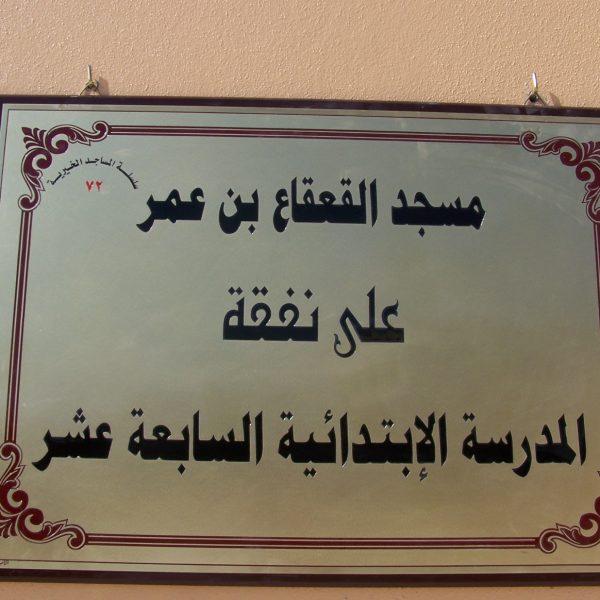 سلسلة المساجد الخيرية
٧٢
مسجد القعقاع بن عمر
على نفقة
المدرسة الإبتدائية السابعة عشر